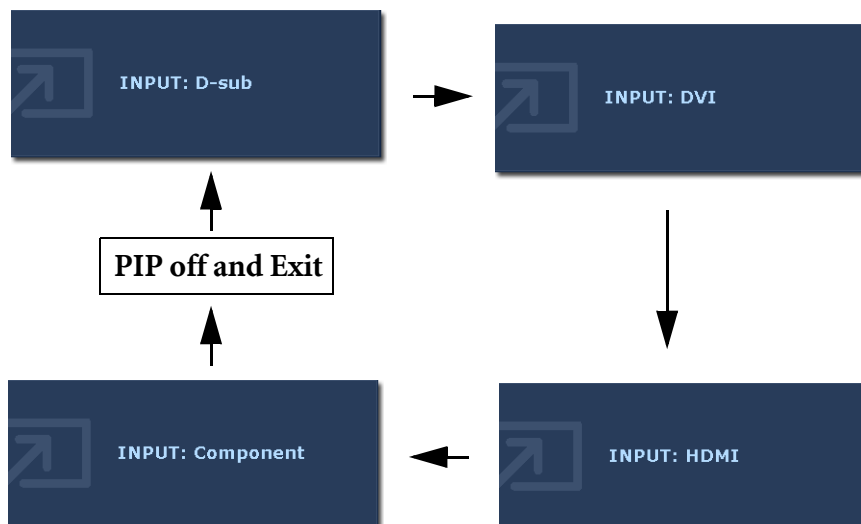 INPUT: D-sub
INPUT: DVI
PIP off and Exit
INPUT: Component
INPUT: HDMI